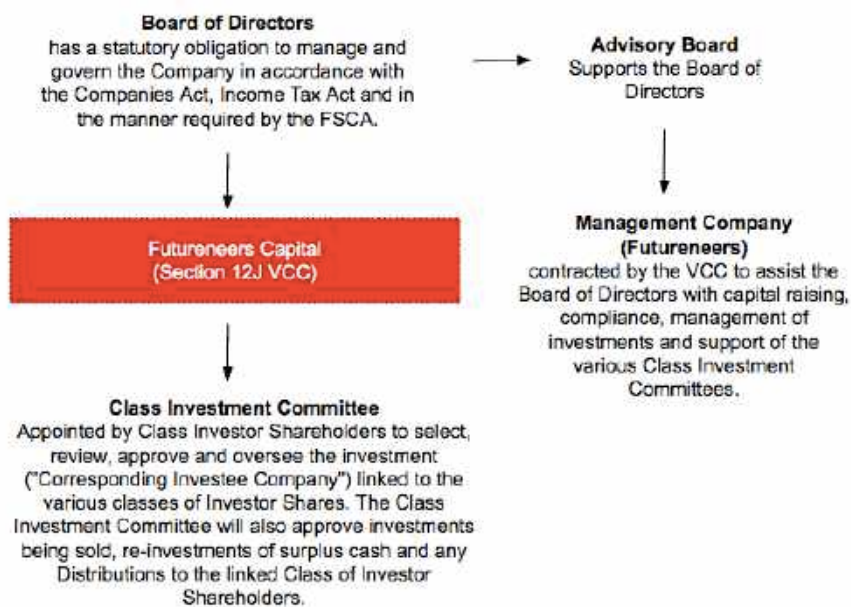 Board of Directors
has a statutory obligation to manage and
govern the Company in accordance with
the Companies Act, Income Tax Act and in
the manner required by the FSCA.
Advisory Board
Supports the Board of
Directors
Futureneers Capital
(Section 12J VCC)
Management Company
(Futureneers)
contracted by the VCC to assist the
Board of Directors with capital raising,
compliance, management of
investments and support of the
various Class Investment
Committees.
Class Investment Committee
Appointed by Class Investor Shareholders to select,
review, approve and oversee the investment
("Corresponding Investee Company") linked to the
various classes of Investor Shares. The Class
Investment Committee will also approve investments
being sold, re-investments of surplus cash and any
Distributions to the linked Class of Investor
Shareholders.